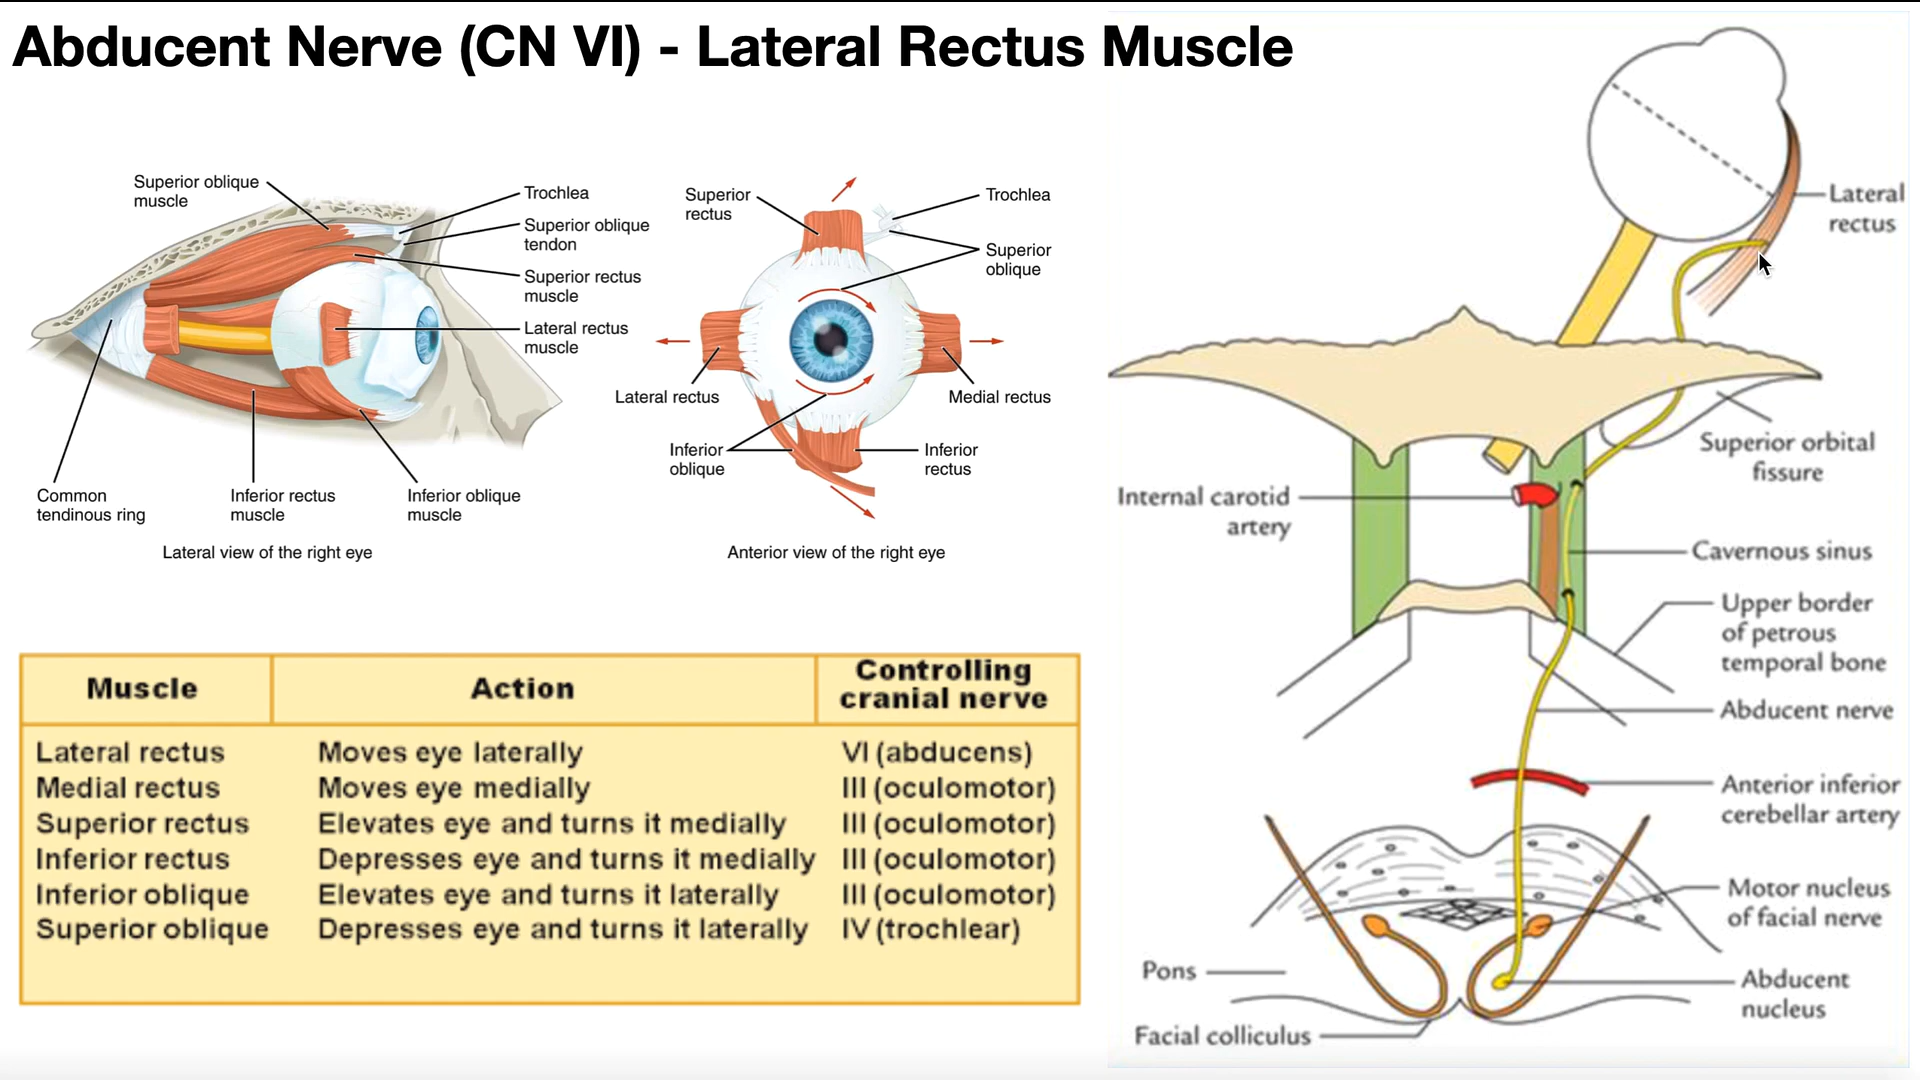 Abducent Nerve (CN VI) - Lateral Rectus Muscle
Superior oblique
muscle
Trochlea
Superior oblique
tendon
Superior rectus
muscle
Lateral rectus
muscle
Common
tendinous ring
Inferior rectus
muscle
Inferior oblique
muscle
Lateral view of the right eye
Superior
rectus
Trochlea
Superior
oblique
Lateral rectus
Medial rectus
Inferior
oblique
Inferior
rectus
Anterior view of the right eye
Muscle Action Controlling
cranial nerve
Lateral rectus Moves eye laterally VI (abducens)
Medial rectus Moves eye medially III (oculomotor)
Superior rectus Elevates eye and turns it medially III (oculomotor)
Inferior rectus Depresses eye and turns it medially III (oculomotor)
Inferior oblique Elevates eye and turns it laterally III (oculomotor)
Superior oblique Depresses eye and turns it laterally IV (trochlear)
Lateral
rectus
Superior orbital
fissure
Internal carotid
artery
Cavernous sinus
Upper border
of petrous
temporal bone
Abducent nerve
Anterior inferior
cerebellar artery
Motor nucleus
of facial nerve
Pons
Abducent
nucleus
Facial colliculus